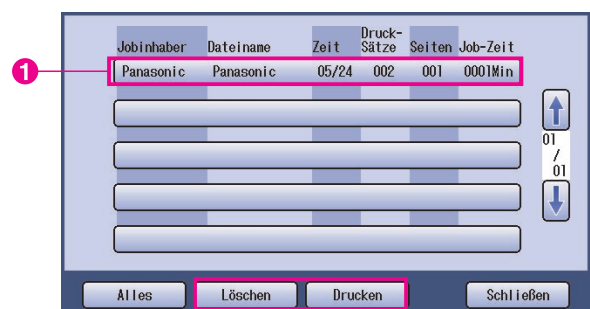 Jobinhaber Dateiname Zeit Druck-Sätze Seiten Job-Zeit
1 Panasonic Panasonic 05/24 002 001 0001Min
01
/
01
Alles Löschen Drucken Schließen